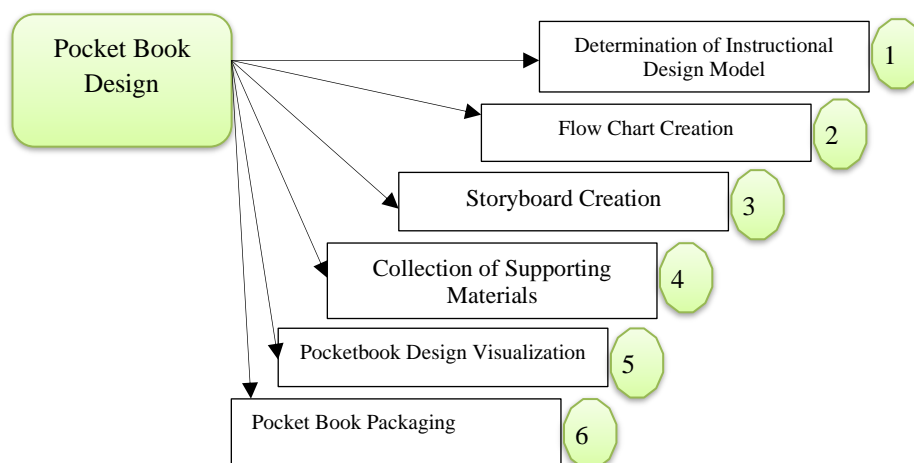 Pocket Book
Design
Determination of Instructional
Design Model
1
Flow Chart Creation
2
Storyboard Creation
3
Collection of Supporting
Materials
4
Pocketbook Design Visualization
5
Pocket Book Packaging
6